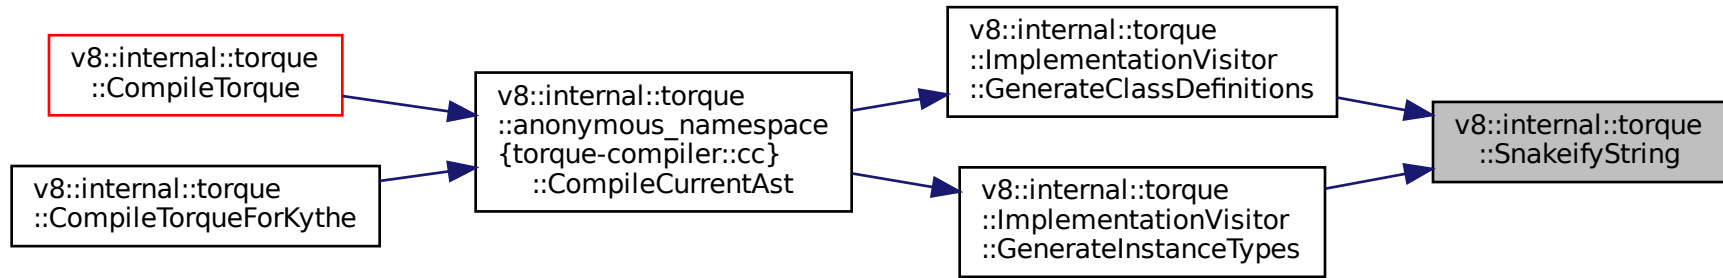 v8::internal::torque
::CompileTorque
v8::internal::torque
::CompileTorqueForKythe
v8::internal::torque
::anonymous_namespace
{torque-compiler::cc}
::CompileCurrentAst
v8::internal::torque
::ImplementationVisitor
::GenerateClassDefinitions
v8::internal::torque
::ImplementationVisitor
::GenerateInstanceTypes
v8::internal::torque
::SnakeifyString